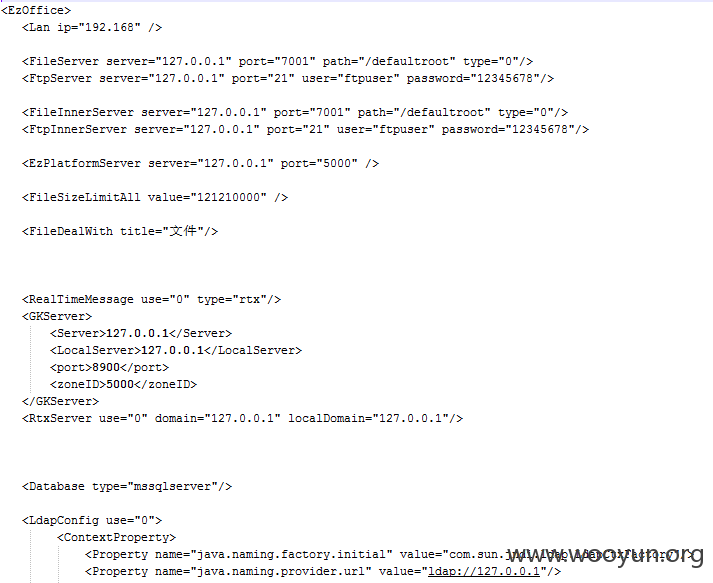 <EzOffice>
<Lan ip="192.168" />
<FileServer server="127.0.0.1" port="7001" path="/defaultroot" type="0"/>
<FtpServer server="127.0.0.1" port="21" user="ftpuser" password="12345678"/>
<FileInnerServer server="127.0.0.1" port="7001" path="/defaultroot" type="0"/>
<FtpInnerServer server="127.0.0.1" port="21" user="ftpuser" password="12345678"/>
<EzPlatformServer server="127.0.0.1" port="5000" />
<FileSizeLimitAll value="121210000" />
<FileDealWith title="文件"/>
<RealTimeMessage use="0" type="rtx"/>
<GKServer>
<Server>127.0.0.1</Server>
<LocalServer>127.0.0.1</LocalServer>
<port>8900</port>
<zoneID>5000</zoneID>
</GKServer>
<RtxServer use="0" domain="127.0.0.1" localDomain="127.0.0.1"/>
<Database type="mssqlserver"/>
<LdapConfig use="0">
<ContextProperty>
<Property name="java.naming.factory.initial" value="com.sun.jndi.ldap.LdapCtxFactory"/>
<Property name="java.naming.provider.url" value="ldap://127.0.0.1"/>
www.wooyun.org